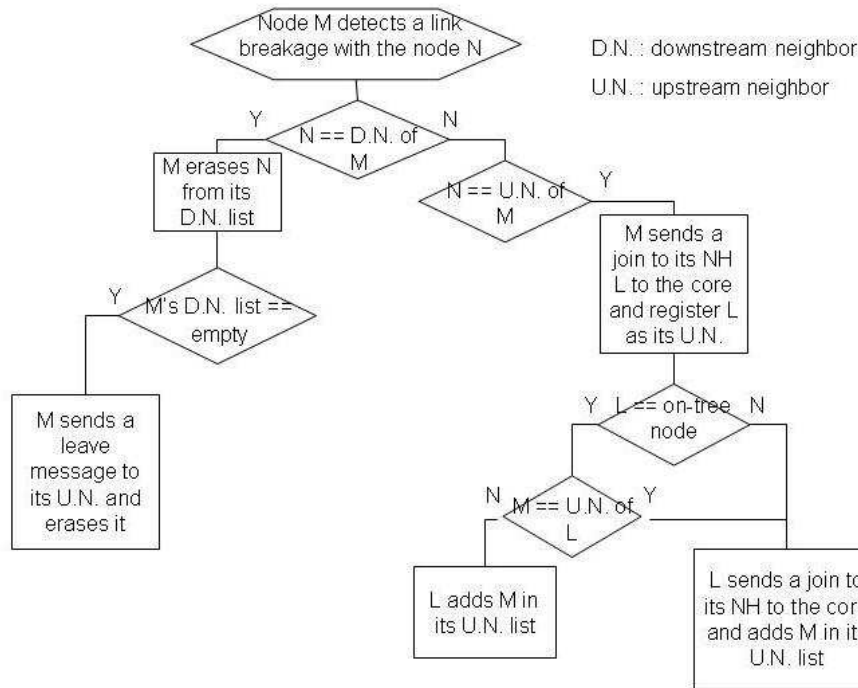 Node M detects a link
breakage with the node N
D.N. : downstream neighbor
U.N. : upstream neighbor
Y
N == D.N. of
M
N
M erases N
from its
D.N. list
N == U.N. of
M
Y
M sends a
join to its NH
L to the core
and register L
as its U.N.
Y
M's D.N. list ==
empty
M sends a
leave
message to
its U.N. and
erases it
Y
L == on-tree
node
N
N
M == U.N. of
L
Y
L adds M in
its U.N. list
L sends a join to
its NH to the cor
and adds M in it
U.N. list